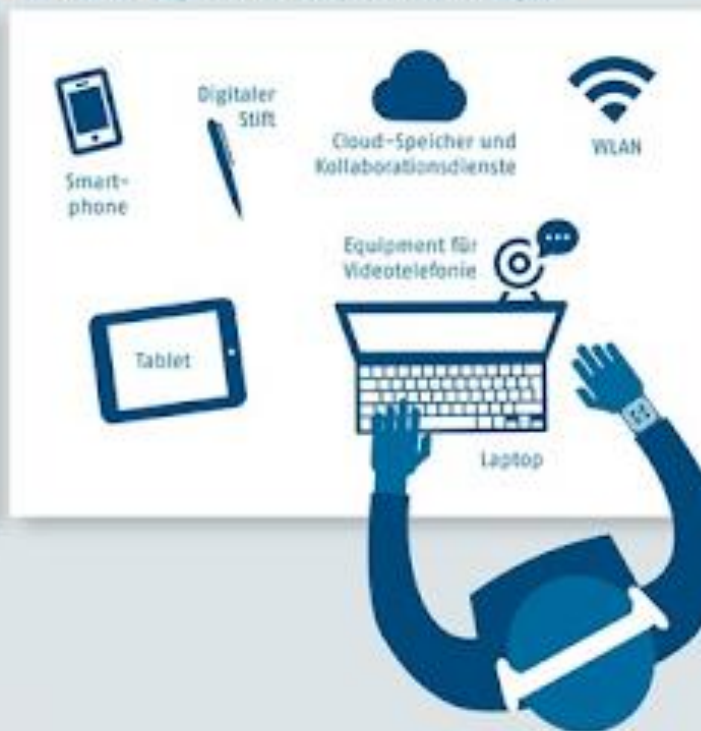 Smart-
phone
Digitaler
Stift
Cloud-Speicher und
Kollaborationsdienste
WLAN
Equipment für
Videotelefonie
Tablet
Laptop